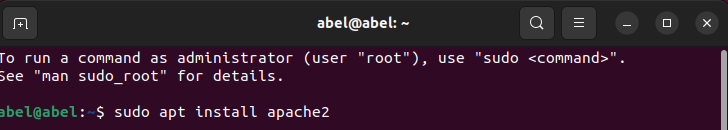 abel@abel: ~
To run a command as administrator (user "root"), use "sudo <command>".
See "man sudo_root" for details.
abel@abel:~$ sudo apt install apache2